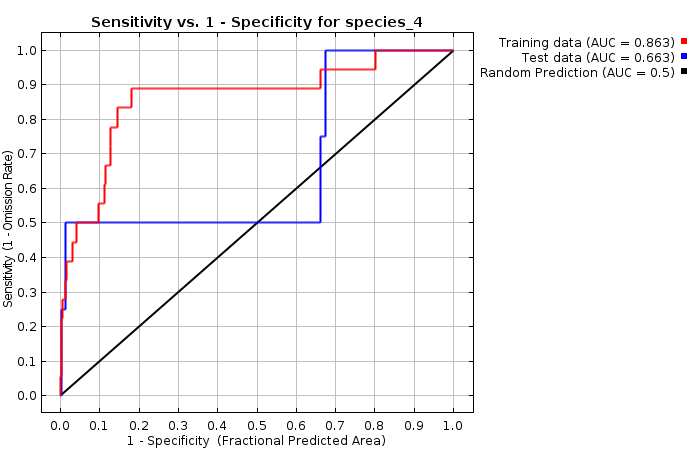 Sensitivity vs. 1 - Specificity for species_4
Training data (AUC = 0.863)
Test data (AUC = 0.663)
Random Prediction (AUC = 0.5)
Sensitivity (1 - Omission Rate)
1.0
0.9
0.8
0.7
0.6
0.5
0.4
0.3
0.2
0.1
0.0
0.0 0.1 0.2 0.3 0.4 0.5 0.6 0.7 0.8 0.9 1.0
1 - Specificity (Fractional Predicted Area)